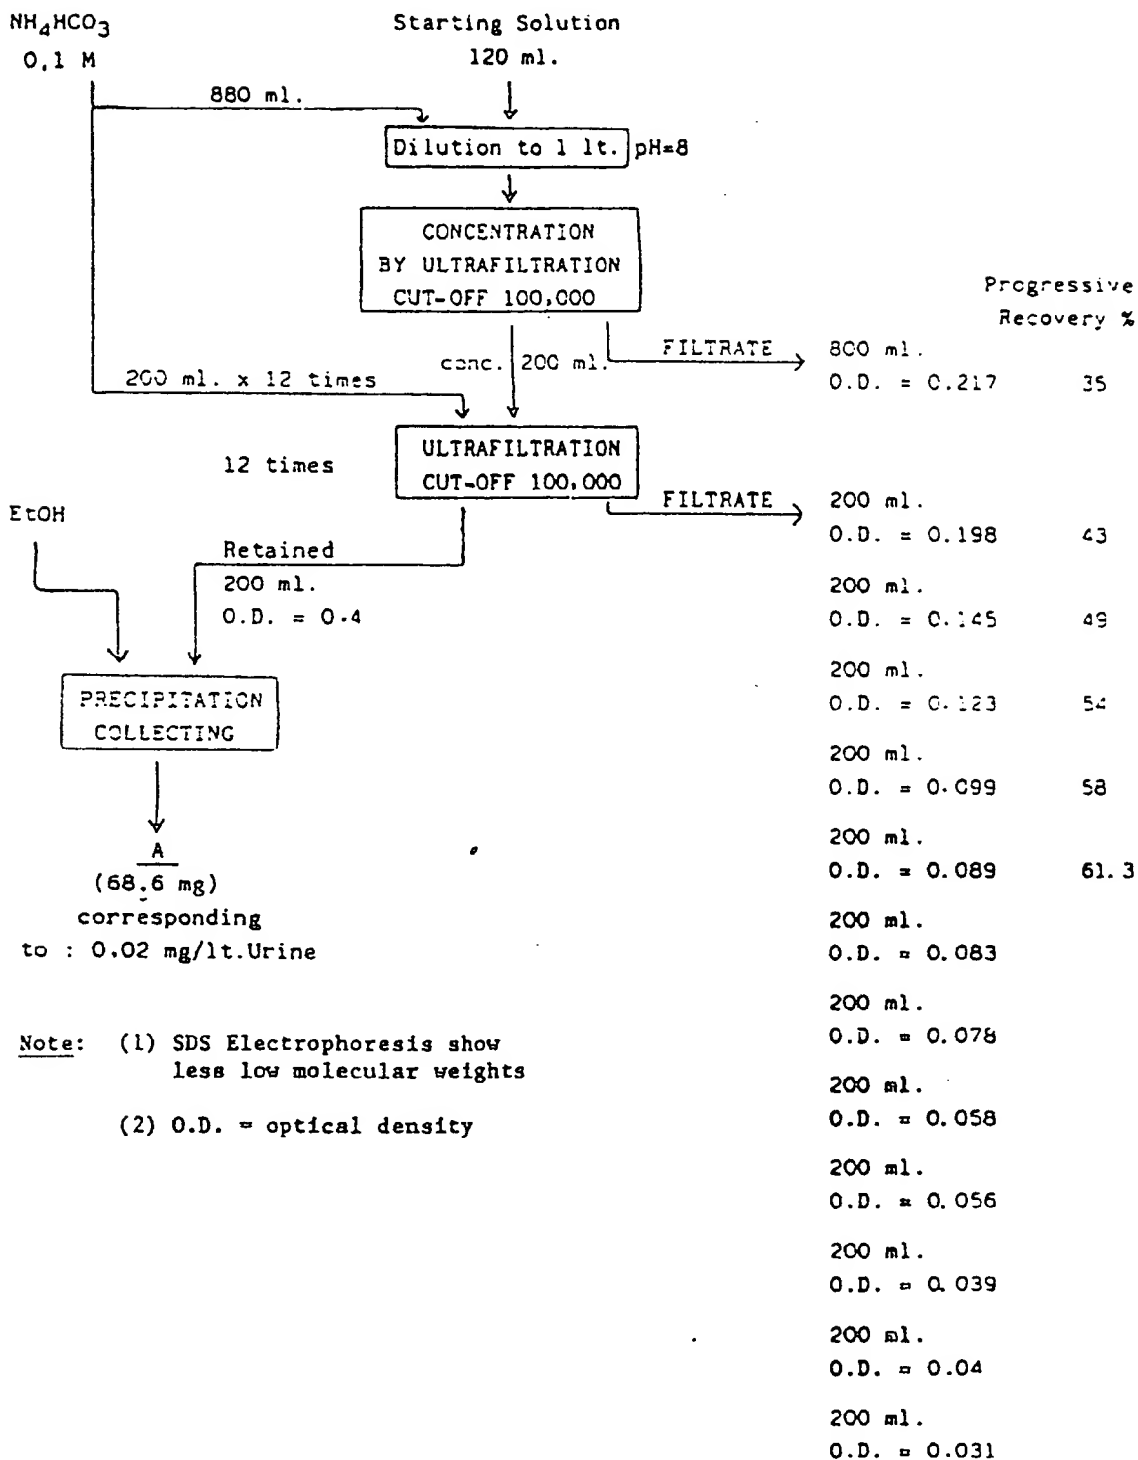 NH4HCO3
0.1 M
Starting Solution
120 ml.
880 ml.
Dilution to 1 lt. pH=8
CONCENTRATION
BY ULTRAFILTRATION
CUT-OFF 100,000
Progressive
Recovery %
FILTRATE
800 ml.
O.D. = 0.217 35
conc. 200 ml.
200 ml. x 12 times
12 times
ULTRAFILTRATION
CUT-OFF 100,000
FILTRATE
200 ml.
O.D. = 0.198 43
EtOH
Retained
200 ml.
O.D. = 0.4
200 ml.
O.D. = 0.145 49
200 ml.
O.D. = 0.123 54
200 ml.
O.D. = 0.099 58
200 ml.
O.D. = 0.089 61.3
200 ml.
O.D. = 0.083
200 ml.
O.D. = 0.078
200 ml.
O.D. = 0.058
200 ml.
O.D. = 0.056
200 ml.
O.D. = 0.039
200 ml.
O.D. = 0.04
200 ml.
O.D. = 0.031
PRECIPITATION
COLLECTING
A
(68.6 mg)
corresponding
to : 0.02 mg/lt.Urine
Note: (1) SDS Electrophoresis show
less low molecular weights
(2) O.D. = optical density